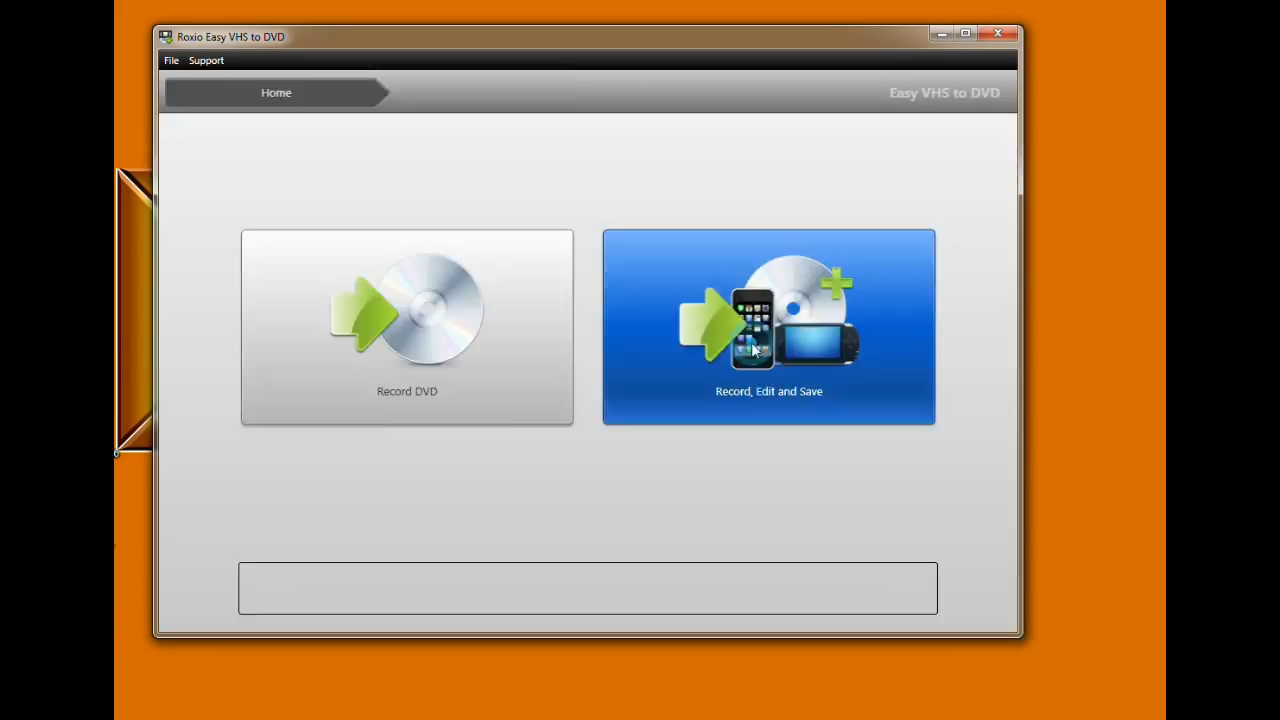 Roxio Easy VHS to DVD
File Support
Home
Easy VHS to DVD
Record DVD
Record, Edit and Save